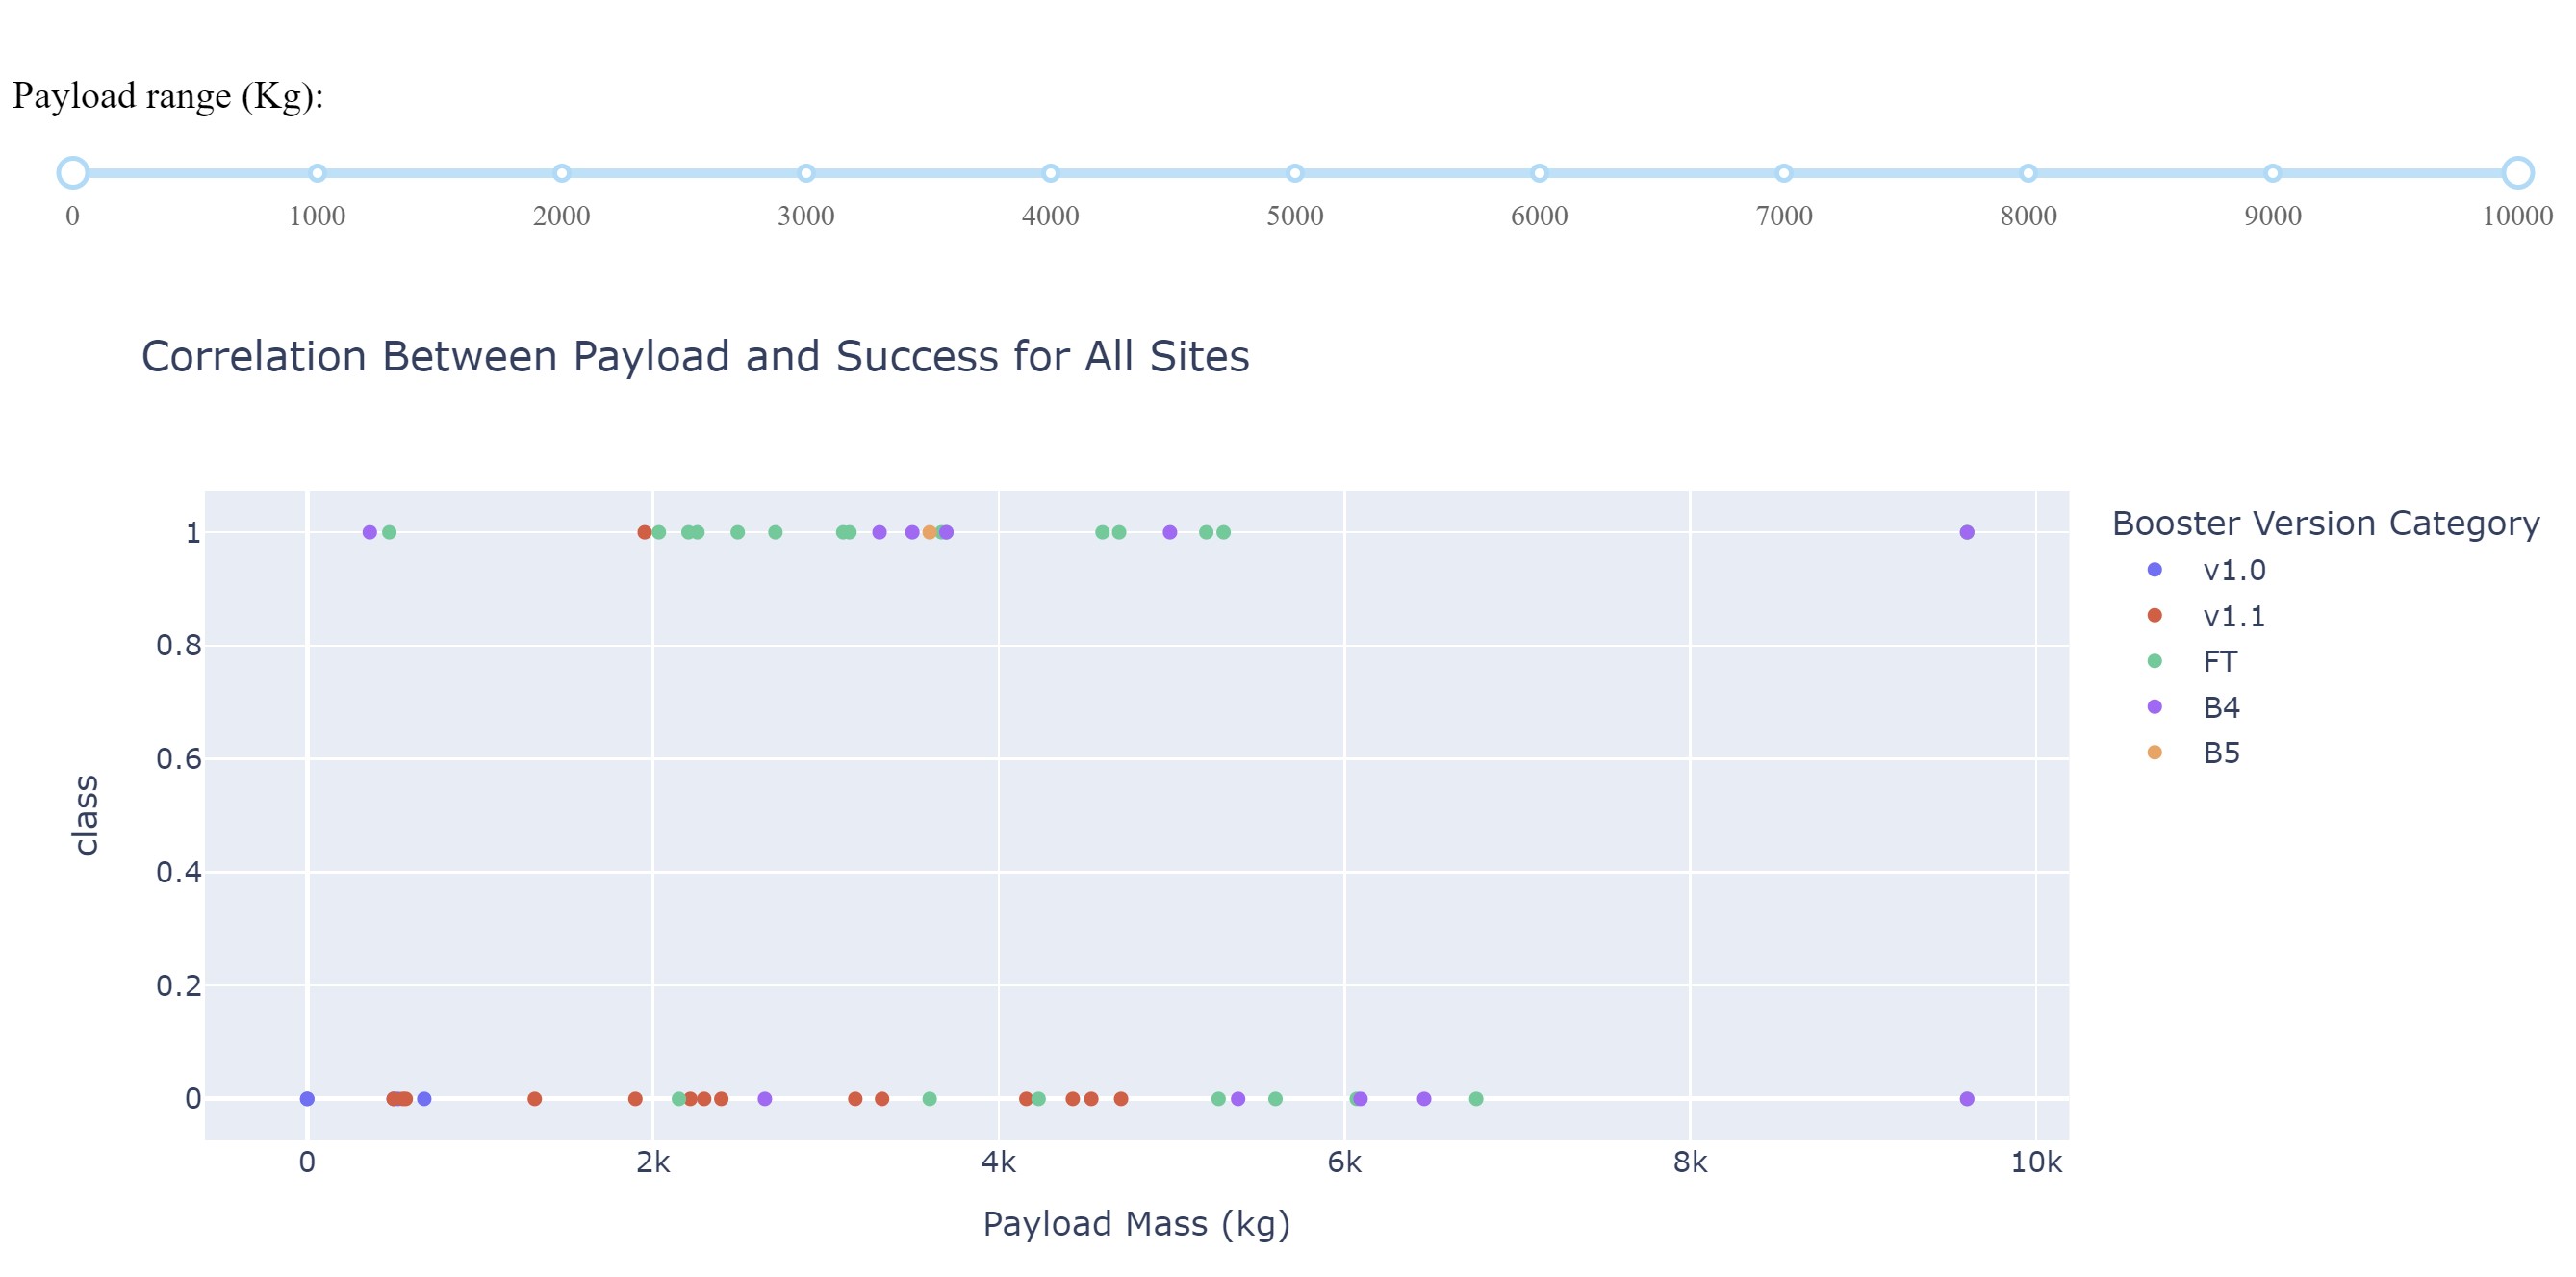 Payload range (Kg):
0 1000 2000 3000 4000 5000 6000 7000 8000 9000 10000
Correlation Between Payload and Success for All Sites
Booster Version Category
v1.0
v1.1
FT
B4
B5
1
0.8
0.6
0.4
0.2
0
class
0 2k 4k 6k 8k 10k
Payload Mass (kg)